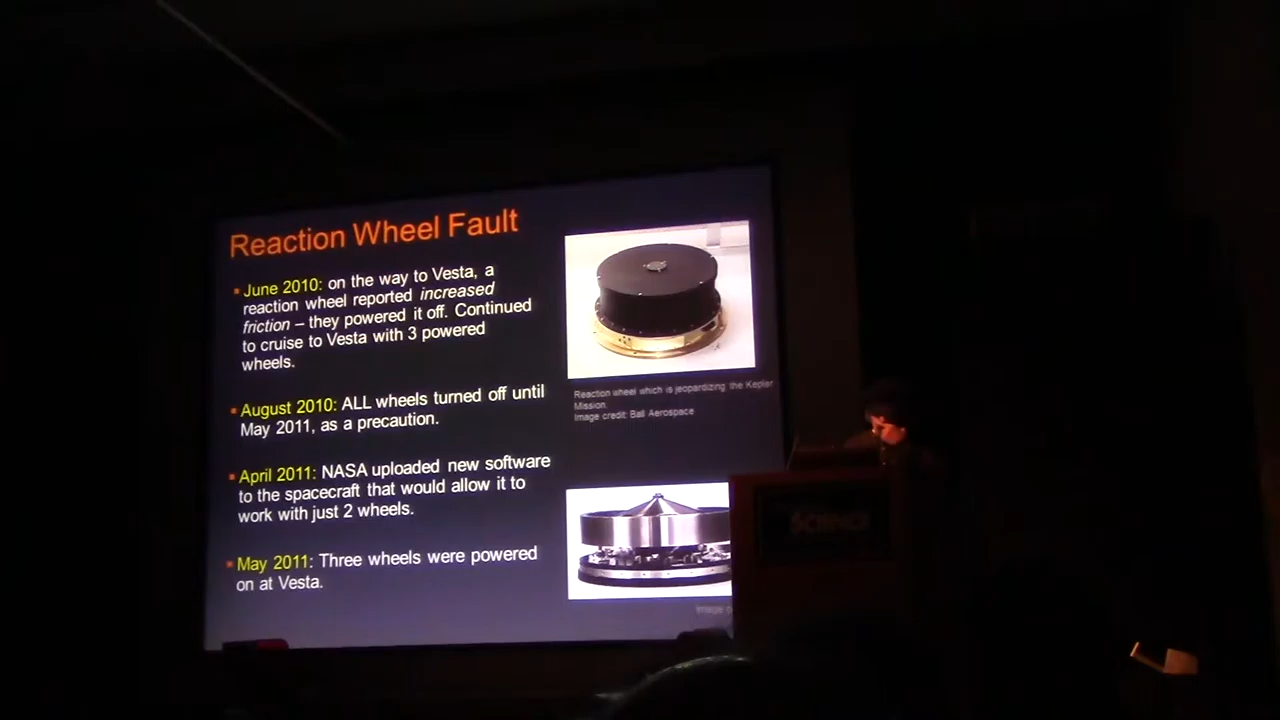 Reaction Wheel Fault
▪ June 2010: on the way to Vesta, a
reaction wheel reported increased
friction – they powered it off. Continued
to cruise to Vesta with 3 powered
wheels.
▪ August 2010: ALL wheels turned off until
May 2011, as a precaution.
▪ April 2011: NASA uploaded new software
to the spacecraft that would allow it to
work with just 2 wheels.
▪ May 2011: Three wheels were powered
on at Vesta.
Reaction wheel which is jeopardizing the Kepler
Mission.
Image credit: Ball Aerospace
Image
SCIENCE